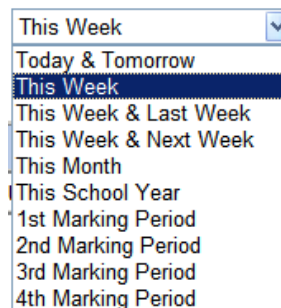 This Week
Today & Tomorrow
This Week
This Week & Last Week
This Week & Next Week
This Month
This School Year
1st Marking Period
2nd Marking Period
3rd Marking Period
4th Marking Period